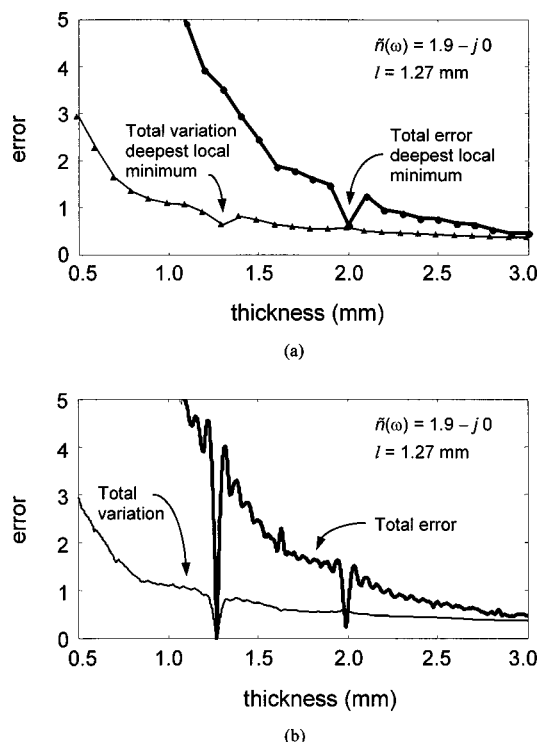 5
4
3
2
1
0
error
ñ(ω) = 1.9 – j 0
l = 1.27 mm
Total variation
deepest local
minimum
Total error
deepest local
minimum
0.5
1.0
1.5
2.0
2.5
3.0
thickness (mm)
(a)
5
4
3
2
1
0
error
ñ(ω) = 1.9 – j 0
l = 1.27 mm
Total
variation
Total error
0.5
1.0
1.5
2.0
2.5
3.0
thickness (mm)
(b)